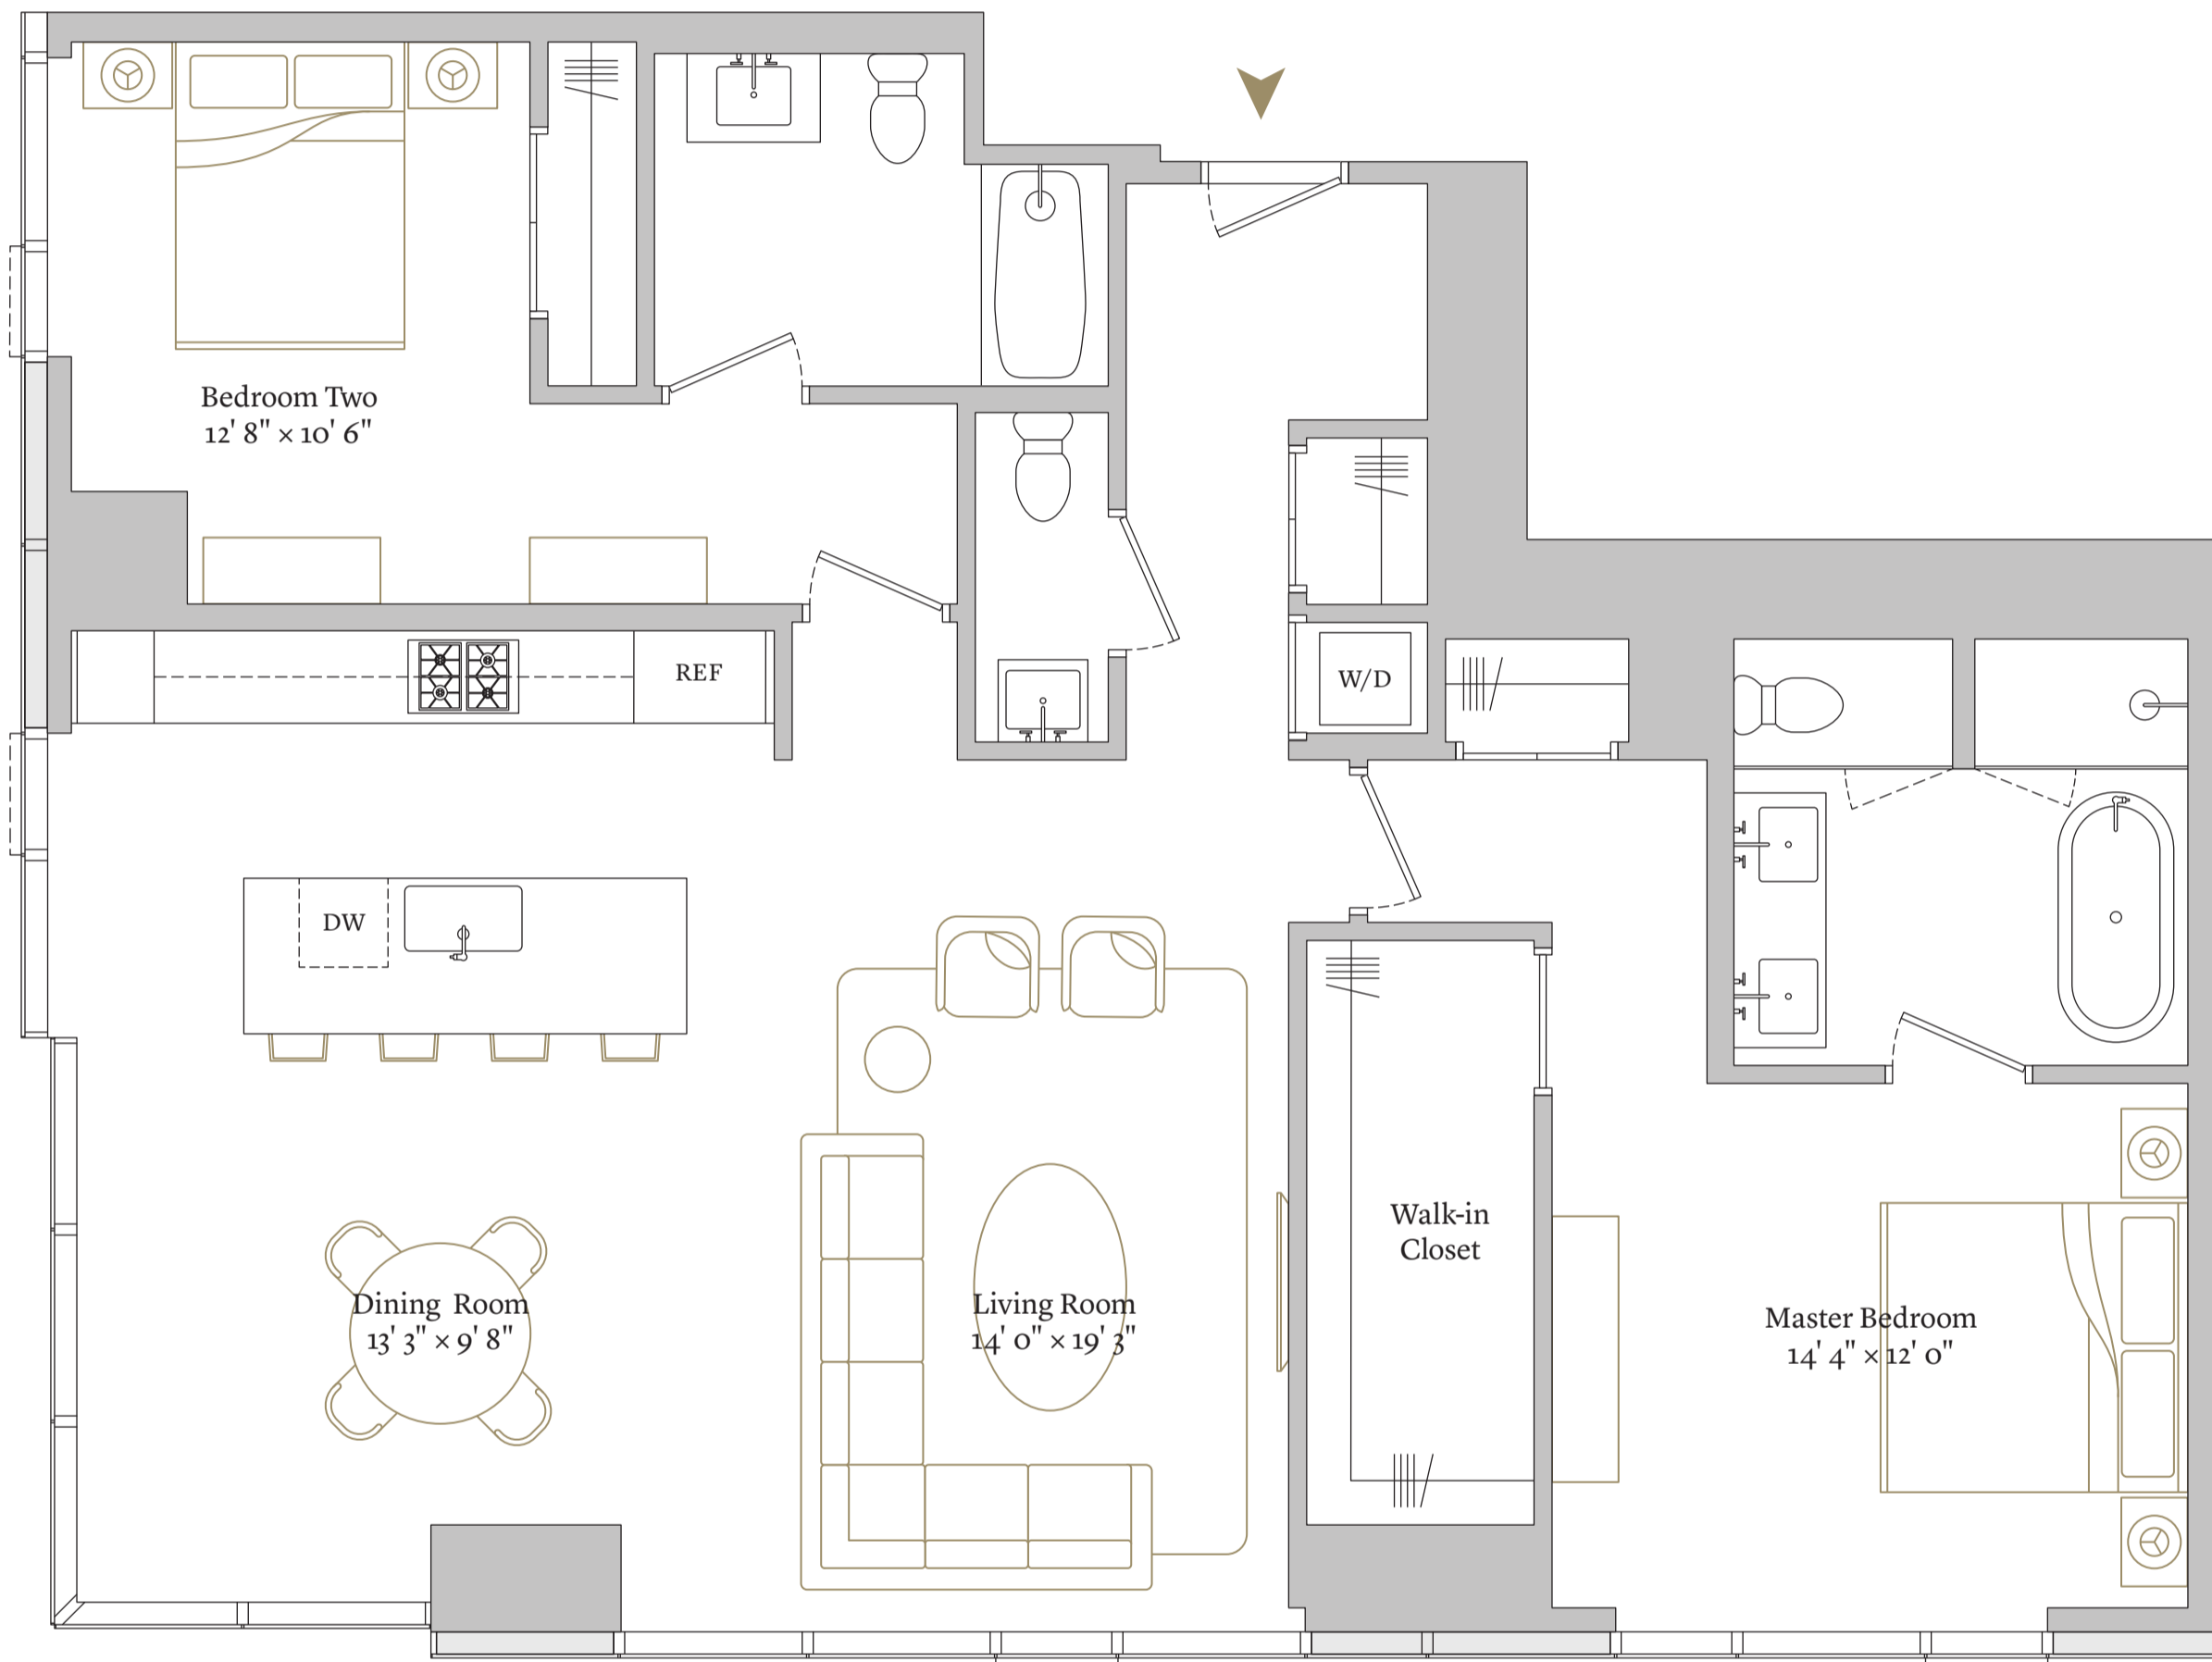 Bedroom Two
12' 8" × 10' 6"
REF
W/D
DW
Walk-in
Closet
Dining Room
13' 3" × 9' 8"
Living Room
14' 0" × 19' 3"
Master Bedroom
14' 4" × 12' 0"